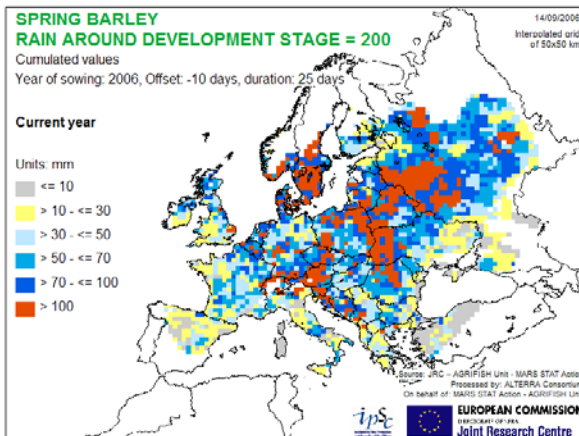 SPRING BARLEY
RAIN AROUND DEVELOPMENT STAGE = 200
Cumulated values
Year of sowing: 2006, Offset: -10 days, duration: 25 days
14/09/2006
Interpolated grid
of 50x50 km
Current year
Units: mm
<= 10
> 10 - <= 30
> 30 - <= 50
> 50 - <= 70
> 70 - <= 100
> 100
Source: JRC - AGRIFISH Unit - MARS STAT Action
Processed by: ALTERRA Consortium
On behalf of: MARS STAT Action - AGRIFISH Unit
ipsc
EUROPEAN COMMISSION
Joint Research Centre